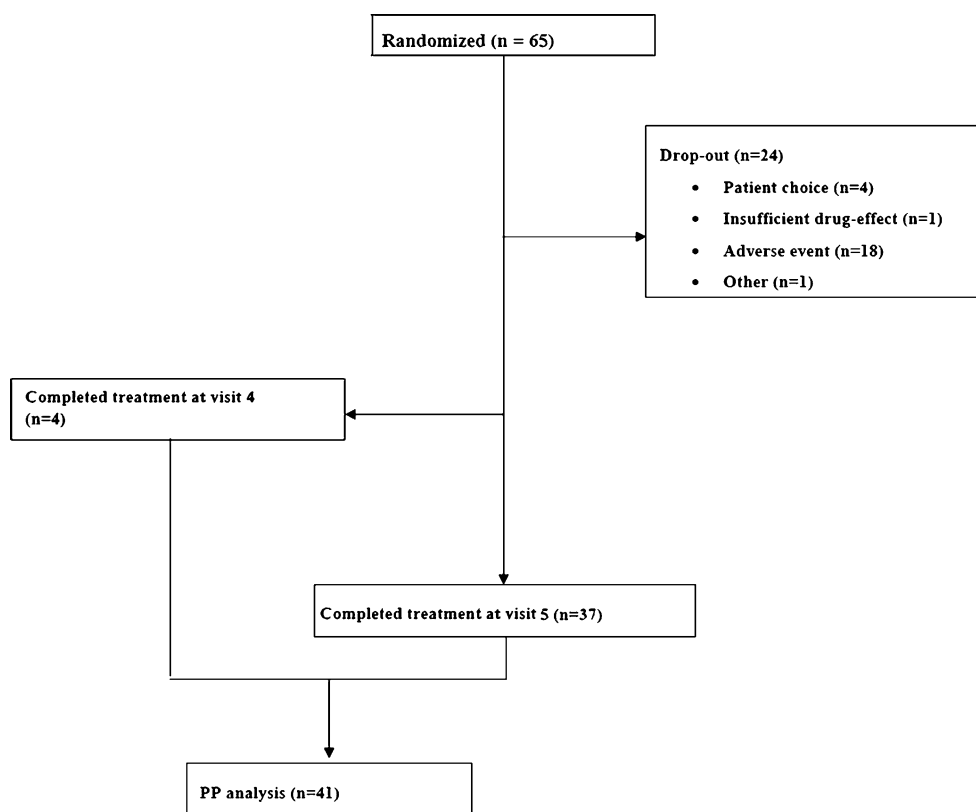 Randomized (n = 65)
Drop-out (n=24)
• Patient choice (n=4)
• Insufficient drug-effect (n=1)
• Adverse event (n=18)
• Other (n=1)
Completed treatment at visit 4
(n=4)
Completed treatment at visit 5 (n=37)
PP analysis (n=41)